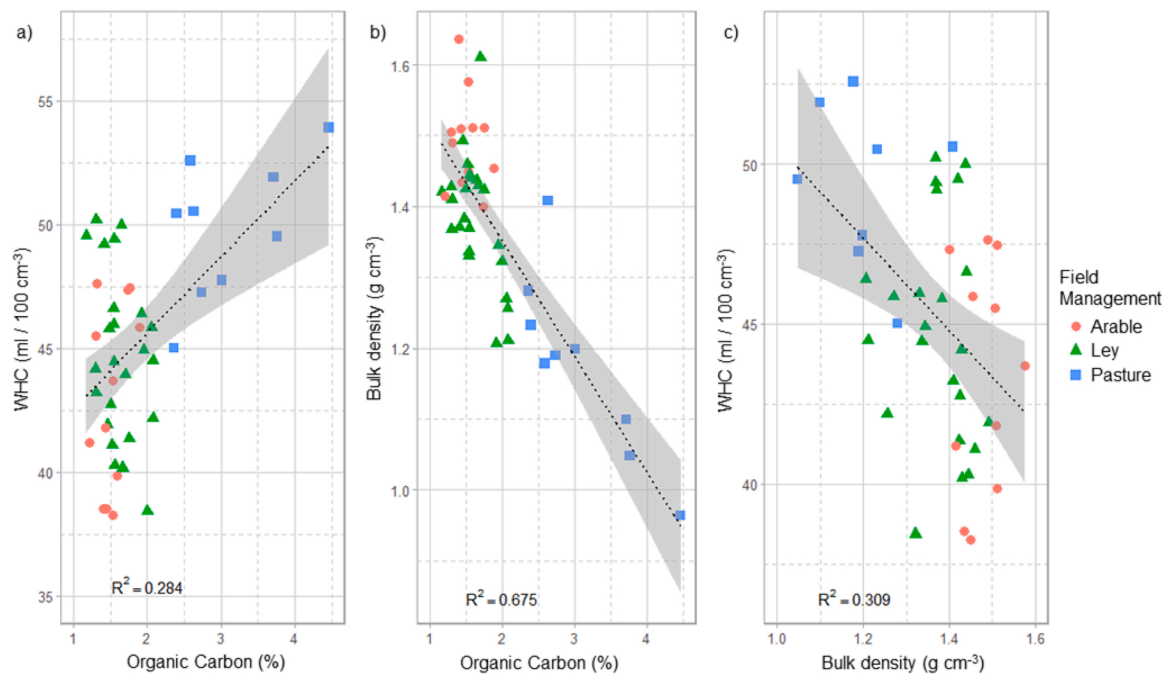 a)
WHC (ml / 100 cm⁻³)
55
50
45
40
35
1 2 3 4
Organic Carbon (%)
R² = 0.284
b)
Bulk density (g cm⁻³)
1.6
1.4
1.2
1.0
1 2 3 4
Organic Carbon (%)
R² = 0.675
c)
WHC (ml / 100 cm⁻³)
50
45
40
1.0 1.2 1.4 1.6
Bulk density (g cm⁻³)
R² = 0.309
Field
Management
Arable
Ley
Pasture